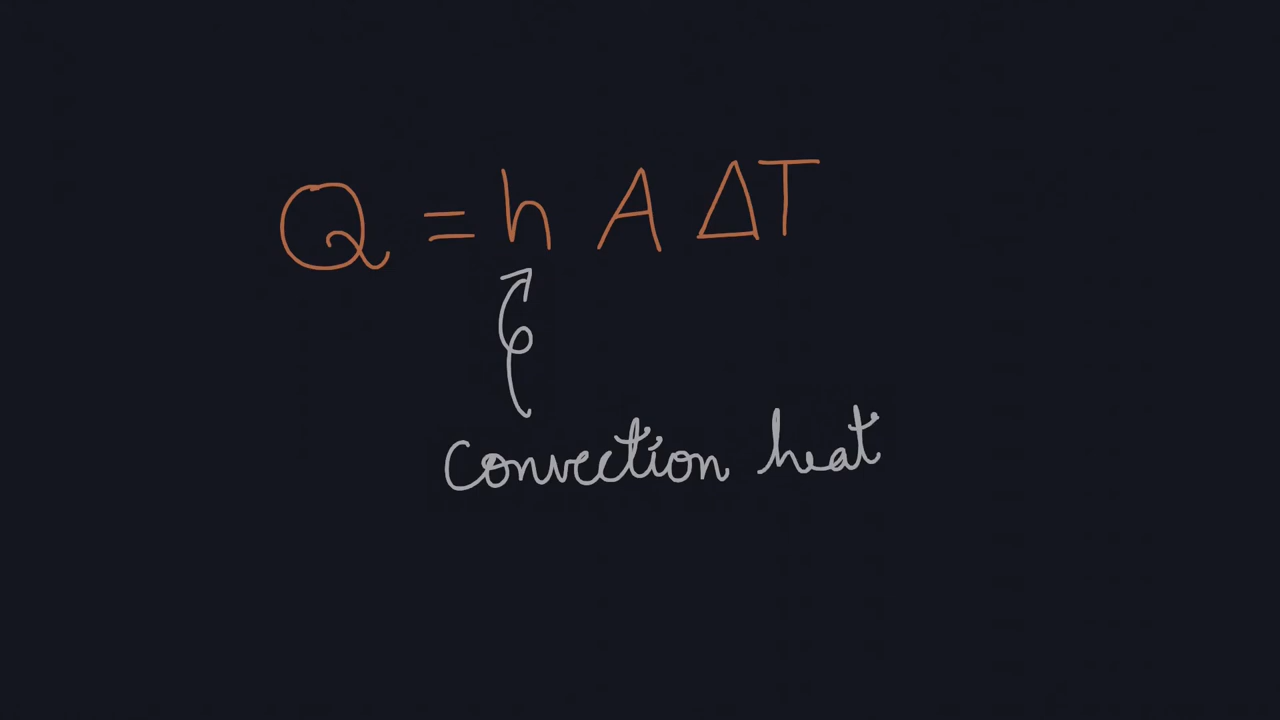 Q = h A ΔT
convection heat